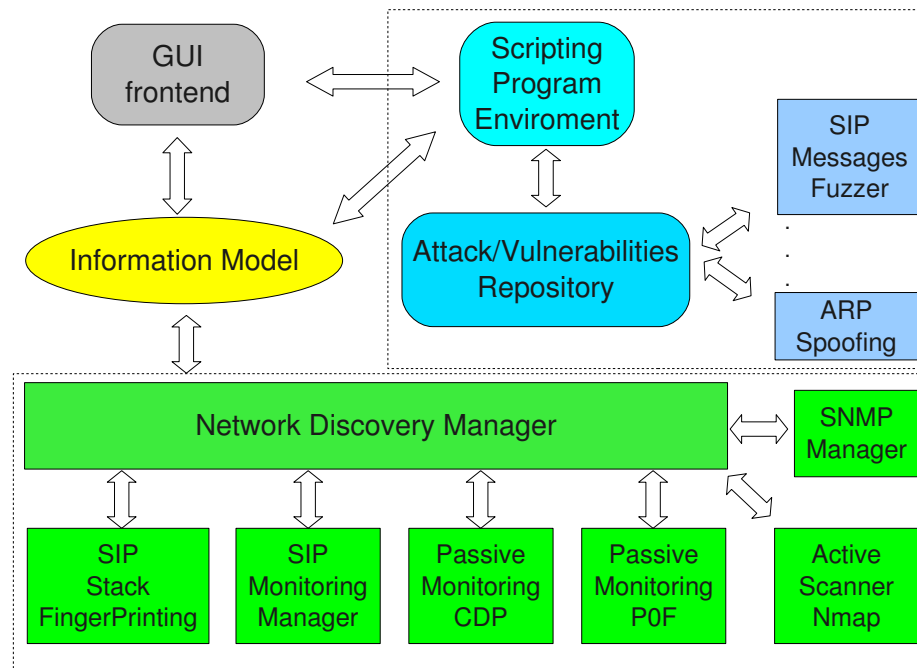 GUI
frontend
Scripting
Program
Enviroment
SIP
Messages
Fuzzer
.
.
.
Information Model
Attack/Vulnerabilities
Repository
ARP
Spoofing
Network Discovery Manager
SNMP
Manager
SIP
Stack
FingerPrinting
SIP
Monitoring
Manager
Passive
Monitoring
CDP
Passive
Monitoring
P0F
Active
Scanner
Nmap